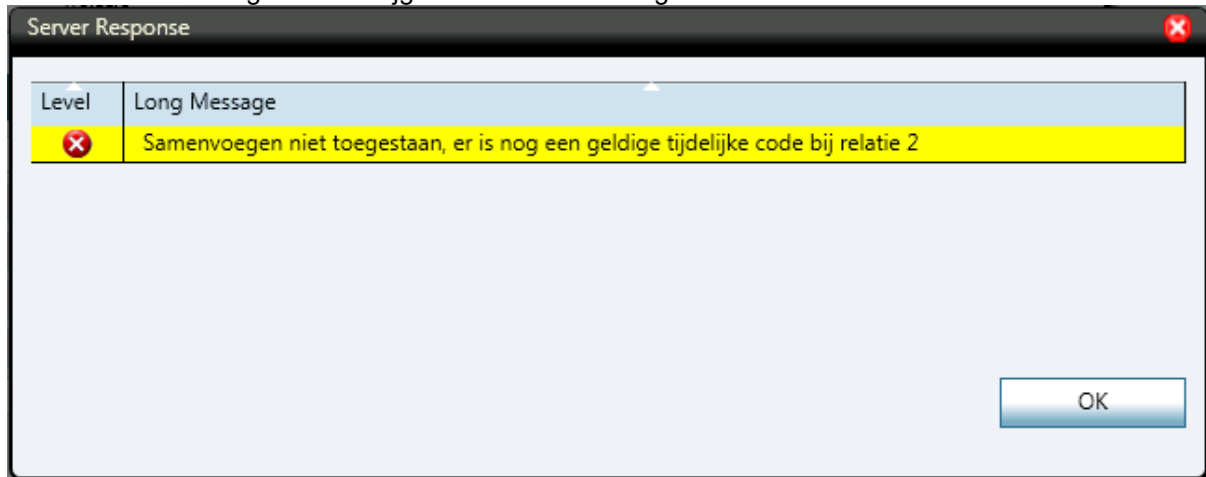 Server Response
Level Long Message
Samenvoegen niet toegestaan, er is nog een geldige tijdelijke code bij relatie 2
OK